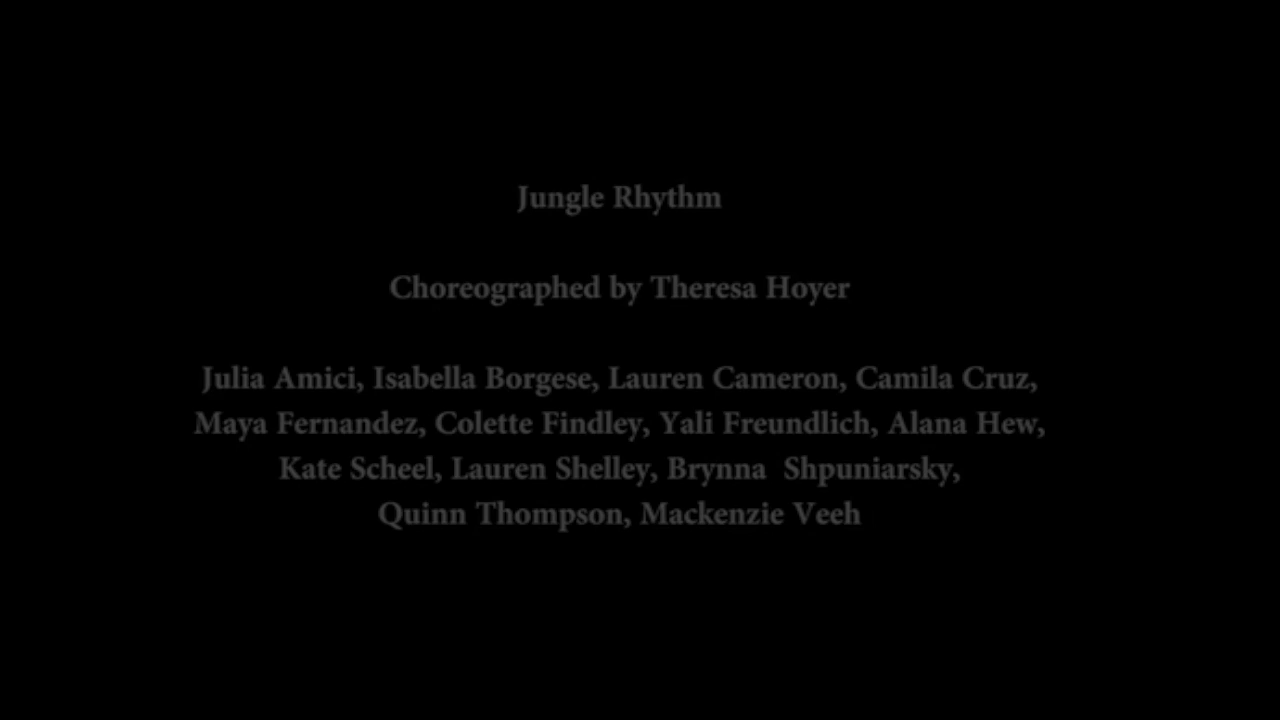 Jungle Rhythm
Choreographed by Theresa Hoyer
Julia Amici, Isabella Borgese, Lauren Cameron, Camila Cruz,
Maya Fernandez, Colette Findley, Yali Freundlich, Alana Hew,
Kate Scheel, Lauren Shelley, Brynna  Shpuniarsky,
Quinn Thompson, Mackenzie Veeh